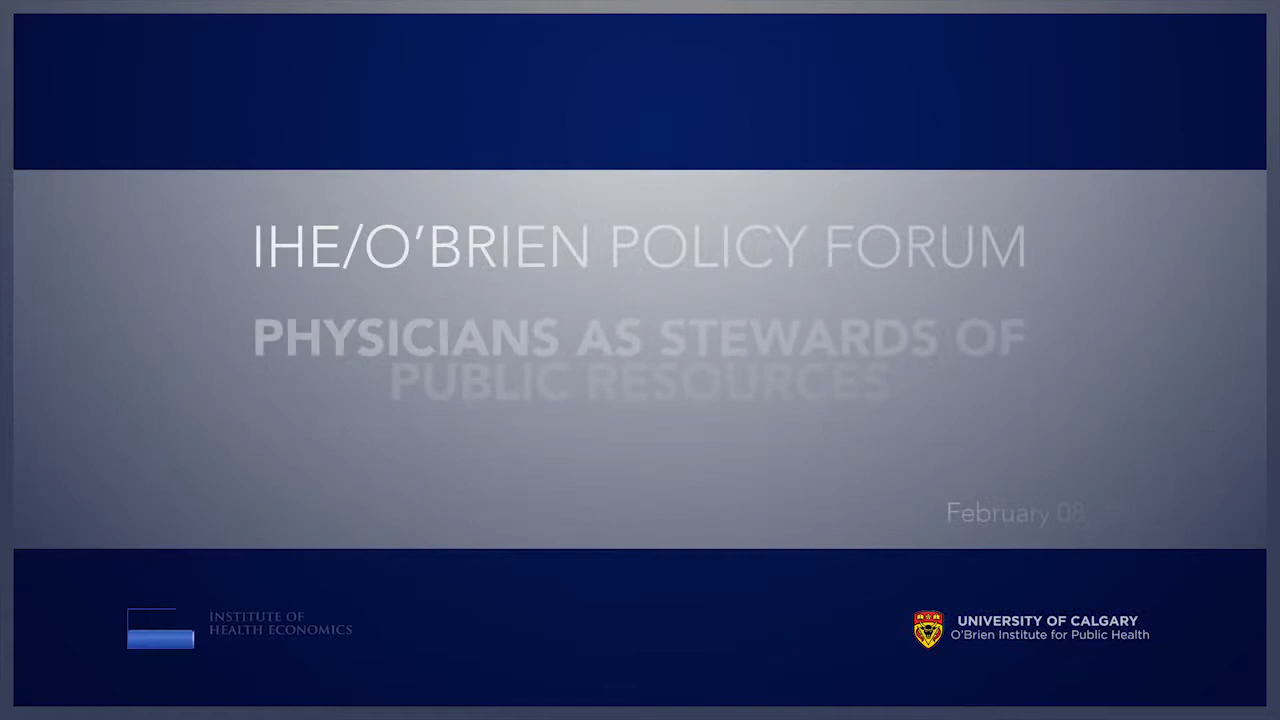 IHE/O'BRIEN POLICY FORUM
PHYSICIANS AS STEWARDS OF
PUBLIC RESOURCES
February 08
INSTITUTE OF
HEALTH ECONOMICS
UNIVERSITY OF CALGARY
O'Brien Institute for Public Health